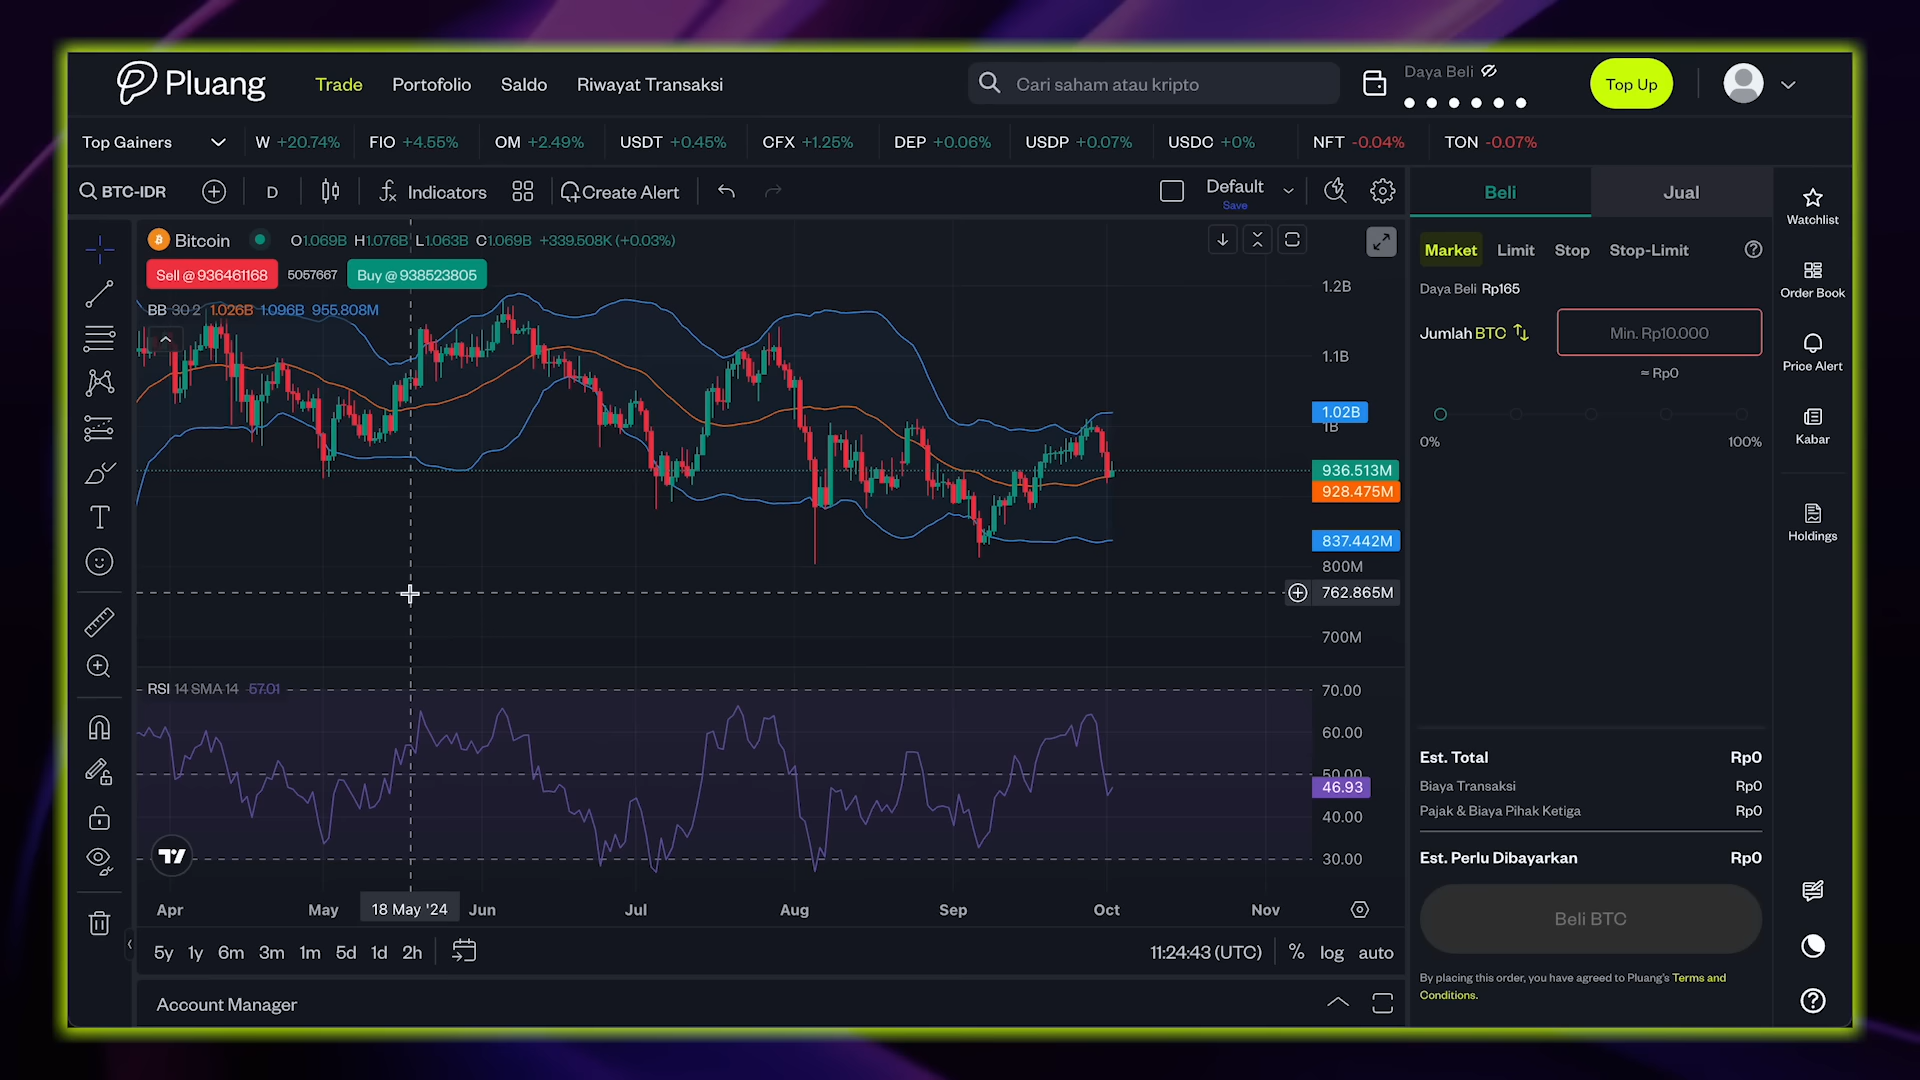 Pluang
Trade Portofolio Saldo Riwayat Transaksi
Cari saham atau kripto
Daya Beli
Top Up
Top Gainers
W +20.74%
FIO +4.55%
OM +2.49%
USDT +0.45%
CFX +1.25%
DEP +0.06%
USDP +0.07%
USDC +0%
NFT -0.04%
TON -0.07%
BTC-IDR
D
Indicators
Create Alert
Default
Save
Bitcoin O1.069B H1.076B L1.063B C1.069B +339.508K (+0.03%)
Sell @ 936461168 5057667 Buy @ 938523805
BB 30 2 1.026B 1.096B 955.808M
1.2B
1.1B
1.02B
1B
936.513M
928.475M
837.442M
800M
762.865M
700M
RSI 14 SMA 14 57.01
70.00
60.00
50.00
46.93
40.00
30.00
Apr May 18 May '24 Jun Jul Aug Sep Oct Nov
5y 1y 6m 3m 1m 5d 1d 2h
11:24:43 (UTC) % log auto
Account Manager
Beli Jual
Market Limit Stop Stop-Limit
Daya Beli Rp165
Jumlah BTC
Min. Rp10.000
≈ Rp0
0% 100%
Est. Total Rp0
Biaya Transaksi Rp0
Pajak & Biaya Pihak Ketiga Rp0
Est. Perlu Dibayarkan Rp0
Beli BTC
By placing this order, you have agreed to Pluang's Terms and
Conditions.
Watchlist
Order Book
Price Alert
Kabar
Holdings